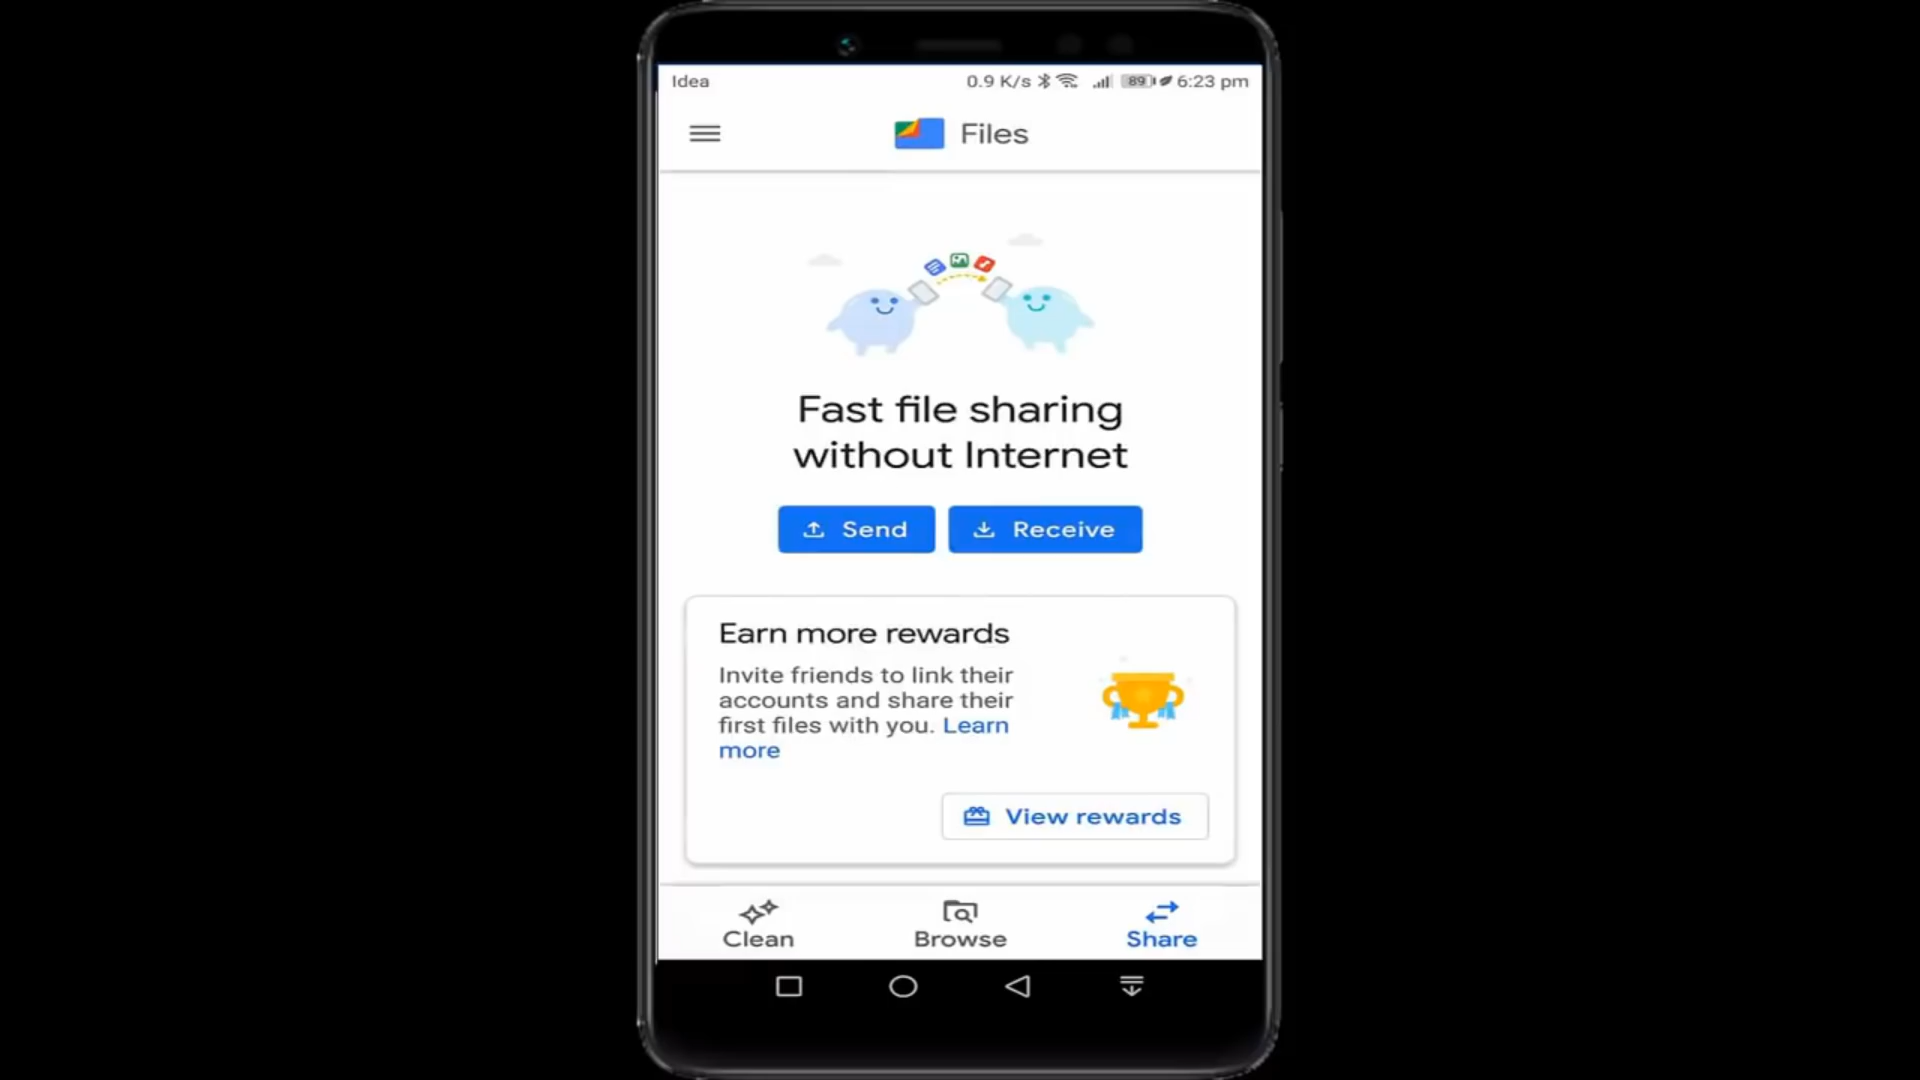 Idea 0.9 K/s 89 6:23 pm
Files
Fast file sharing
without Internet
Send Receive
Earn more rewards
Invite friends to link their
accounts and share their
first files with you. Learn
more
View rewards
Clean Browse Share